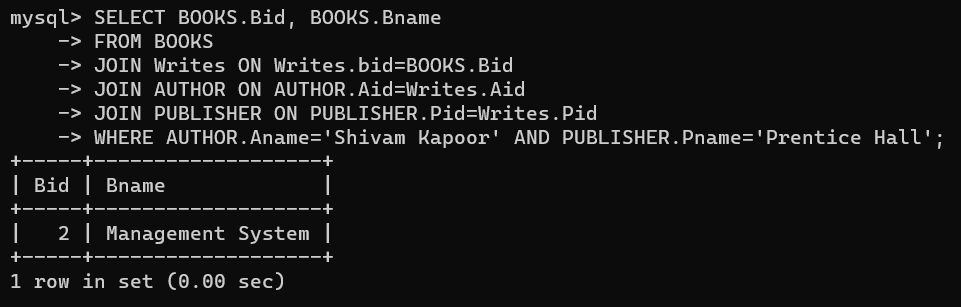 mysql> SELECT BOOKS.Bid, BOOKS.Bname
    -> FROM BOOKS
    -> JOIN Writes ON Writes.bid=BOOKS.Bid
    -> JOIN AUTHOR ON AUTHOR.Aid=Writes.Aid
    -> JOIN PUBLISHER ON PUBLISHER.Pid=Writes.Pid
    -> WHERE AUTHOR.Aname='Shivam Kapoor' AND PUBLISHER.Pname='Prentice Hall';
+-----+-------------------+
| Bid | Bname             |
+-----+-------------------+
|   2 | Management System |
+-----+-------------------+
1 row in set (0.00 sec)